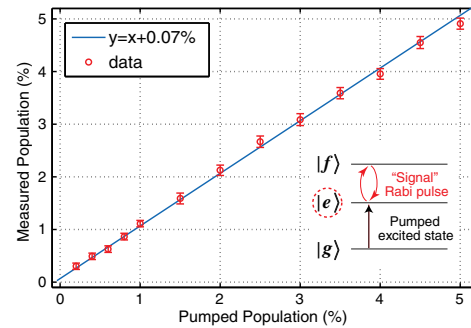 5
4
3
2
1
0
Measured Population (%)
y=x+0.07%
data
|f⟩
"Signal"
Rabi pulse
|e⟩
Pumped
excited state
|g⟩
0 1 2 3 4 5
Pumped Population (%)